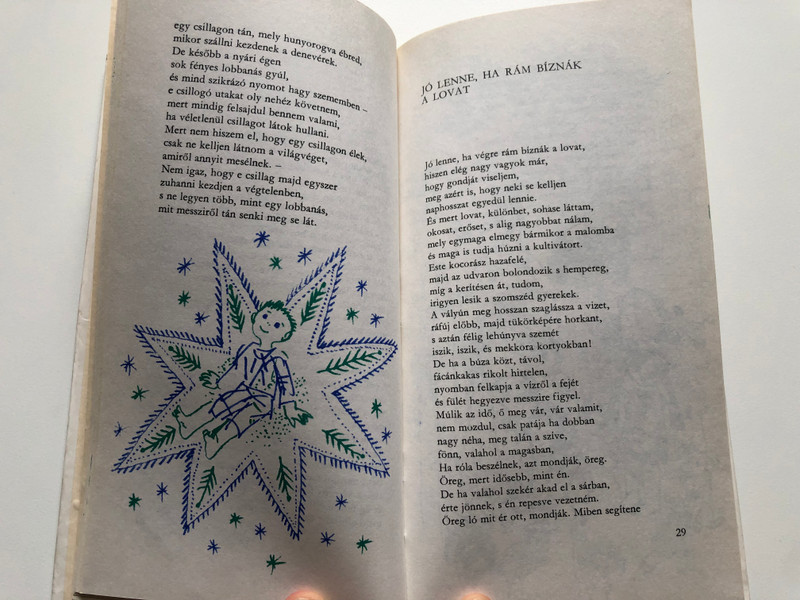 egy csillagon tán, mely hunyorogva ébred,
mikor szállni kezdenek a denevérek.
De később a nyári égen
sok fényes lobbanás gyúl,
és mind szikrázó nyomot hagy szememben –
e csillogó utakat oly nehéz követnem,
mert mindig felsajdul bennem valami,
ha véletlenül csillagot látok hullani.
Mert nem hiszem el, hogy egy csillagon élek,
csak ne kelljen látnom a világvéget,
amiről annyit mesélnek. –
Nem igaz, hogy e csillag majd egyszer
zuhanni kezdjen a végtelenben,
s ne legyen több, mint egy lobbanás,
mit messziről tán senki meg se lát.
JÓ LENNE, HA RÁM BÍZNÁK
A LOVAT
Jó lenne, ha végre rám bíznák a lovat,
hiszen elég nagy vagyok már,
hogy gondját viseljem,
meg azért is, hogy neki se kelljen
naphosszat egyedül lennie.
És mert lovat, különbet, sohase láttam,
okosat, erőset, s alig nagyobbat nálam,
mely egymaga elmegy bármikor a malomba
és maga is tudja húzni a kultivátort.
Este kocorász hazafelé,
majd az udvaron bolondozik s hempereg,
míg a kerítésen át, tudom,
irigyen lesik a szomszéd gyerekek.
A vályún meg hosszan szaglássza a vizet,
ráfúj előbb, majd tükörképére horkant,
s aztán félig lehúnyva szemét
iszik, iszik, és mekkora kortyokban!
De ha a búza közt, távol,
fácánkakas rikolt hirtelen,
nyomban felkapja a vízről a fejét
és fülét hegyezve messzire figyel.
Múlik az idő, ő meg vár, vár valamit,
nem mozdul, csak patája ha dobban
nagy néha, meg talán a szíve,
fönn, valahol a magasban,
Ha róla beszélnek, azt mondják, öreg.
Öreg, mert idősebb, mint én.
De ha valahol szekér akad el a sárban,
érte jönnek, s én repesve vezetném.
Öreg ló mit ér ott, mondják. Miben segítene
29